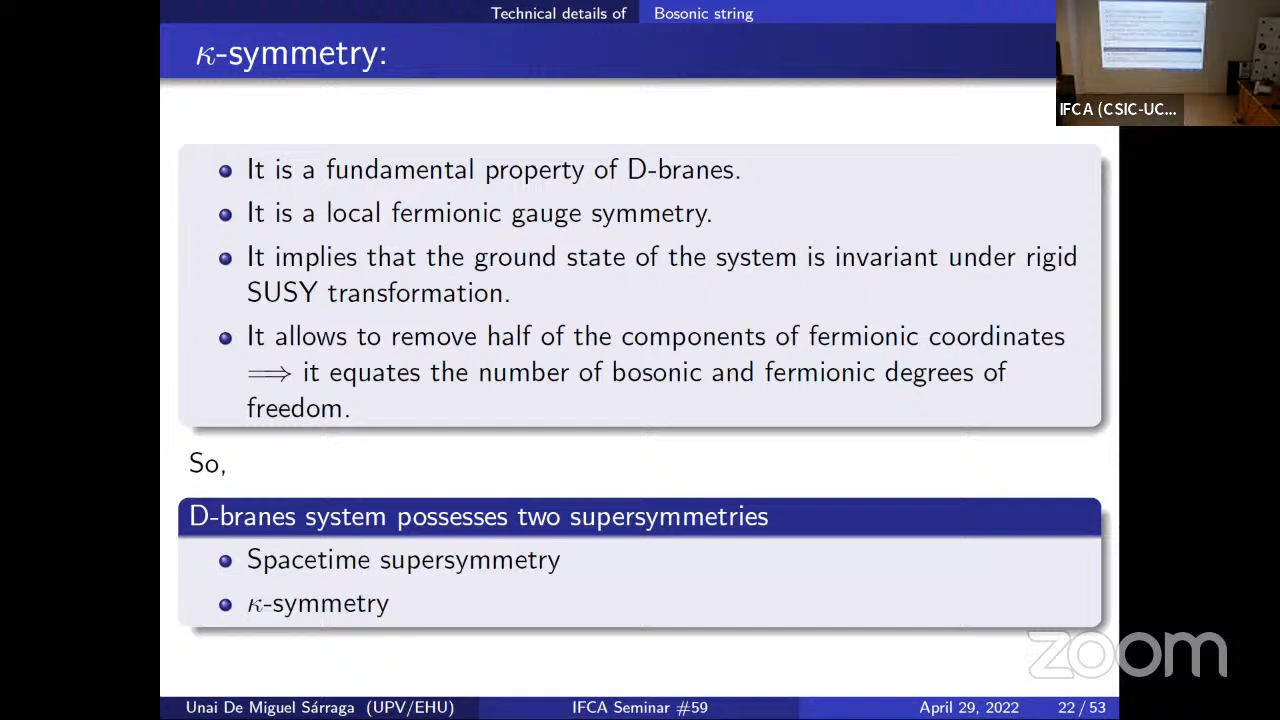 Technical details of Bosonic string
κ-symmetry:
IFCA (CSIC-UC...
It is a fundamental property of D-branes.
It is a local fermionic gauge symmetry.
It implies that the ground state of the system is invariant under rigid
SUSY transformation.
It allows to remove half of the components of fermionic coordinates
⟹ it equates the number of bosonic and fermionic degrees of
freedom.
So,
D-branes system possesses two supersymmetries
Spacetime supersymmetry
κ-symmetry
zoom
Unai De Miguel Sárraga (UPV/EHU) IFCA Seminar #59 April 29, 2022 22 / 53